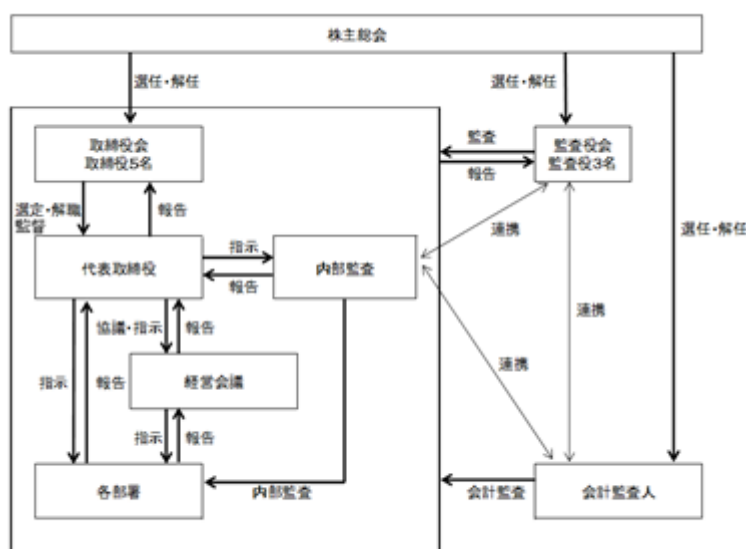 株主総会
選任・解任
選任・解任
取締役会
取締役5名
監査
監査役会
監査役3名
報告
選定・解職
監督
報告
選任・解任
連携
代表取締役
指示
内部監査
報告
協議・指示
報告
連携
指示
報告
経営会議
連携
指示
報告
各部署
内部監査
会計監査
会計監査人